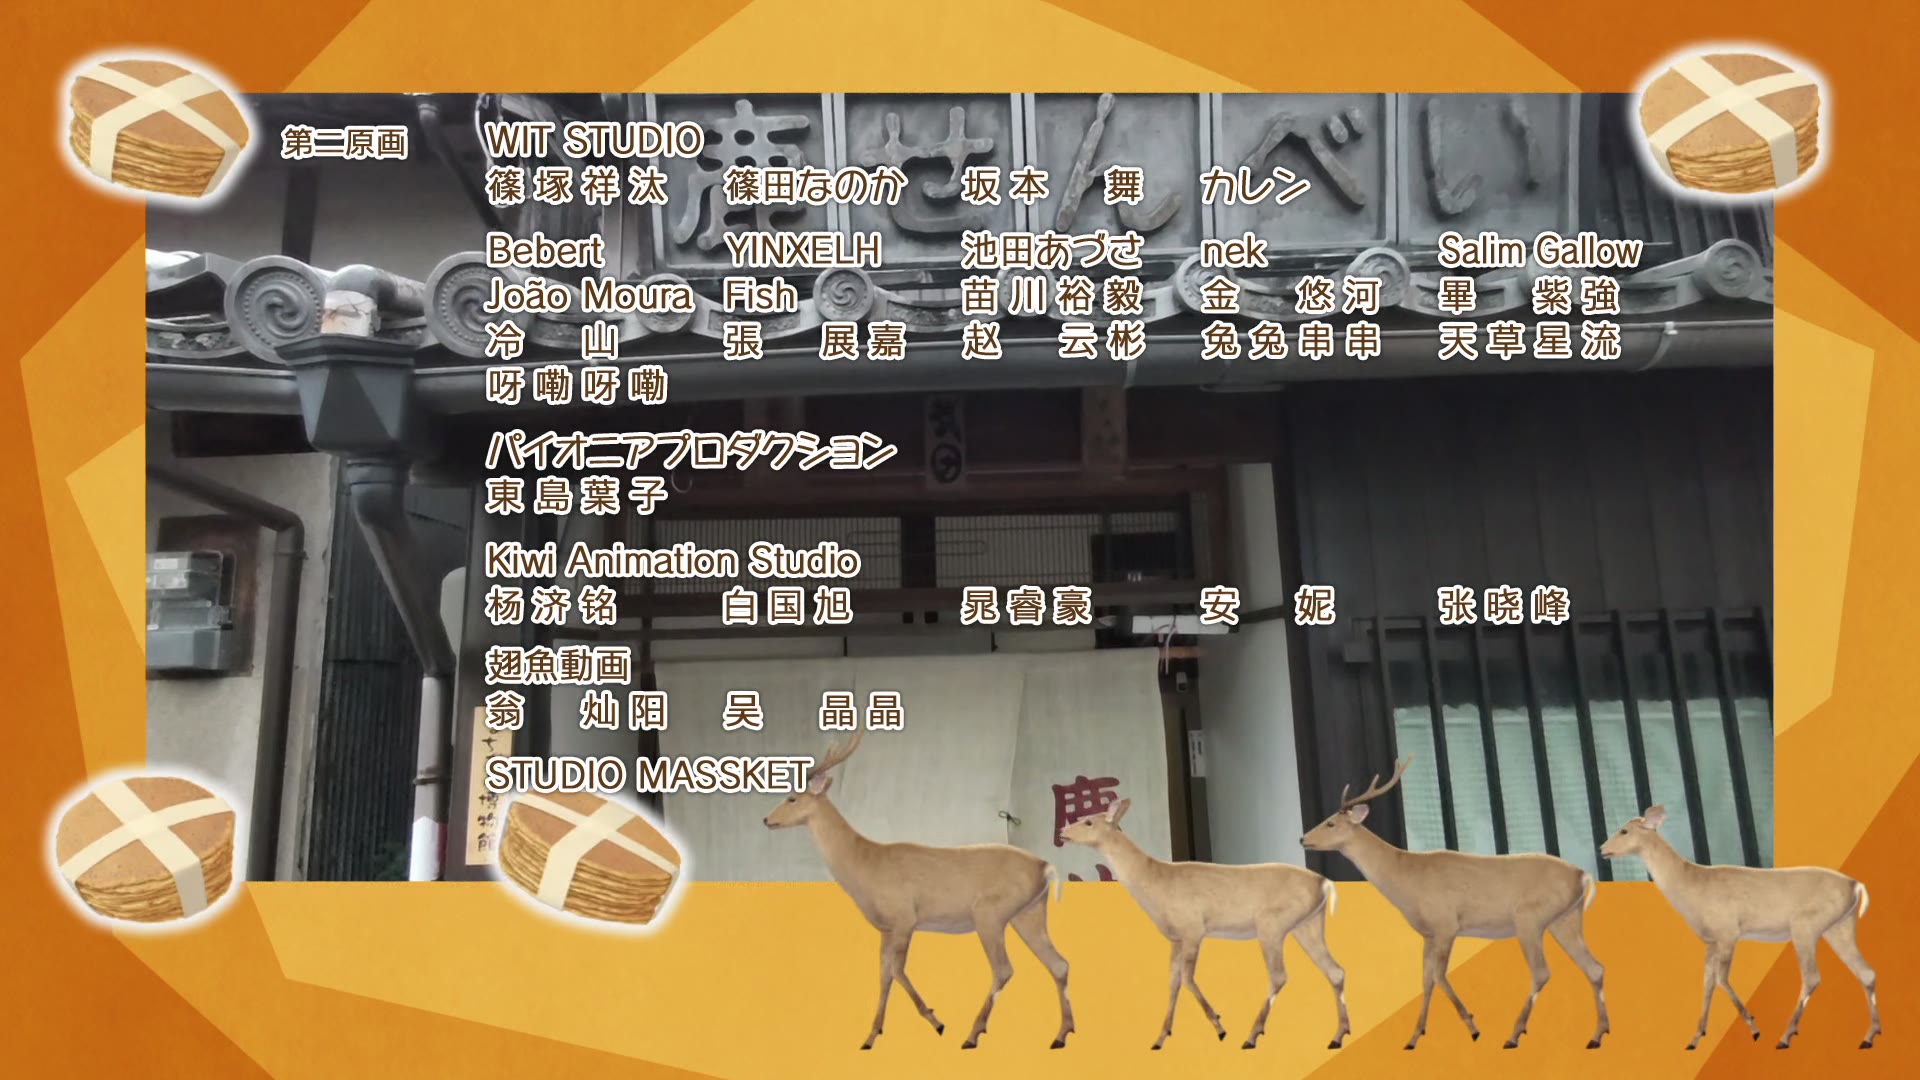 鹿せんべい
第二原画 WIT STUDIO
篠塚祥汰 篠田なのか 坂本 舞 カレン
Bebert YINXELH 池田あづさ nek Salim Gallow
João Moura Fish 苗川裕毅 金 悠河 畢 紫強
冷 山 張 展嘉 赵 云彬 兔兔串串 天草星流
呀嘞呀嘞
パイオニアプロダクション
東島葉子
Kiwi Animation Studio
杨济铭 白国旭 晁睿豪 安 妮 张晓峰
翅魚動画
翁 灿阳 吴 晶晶
STUDIO MASSKET
博物館
鹿